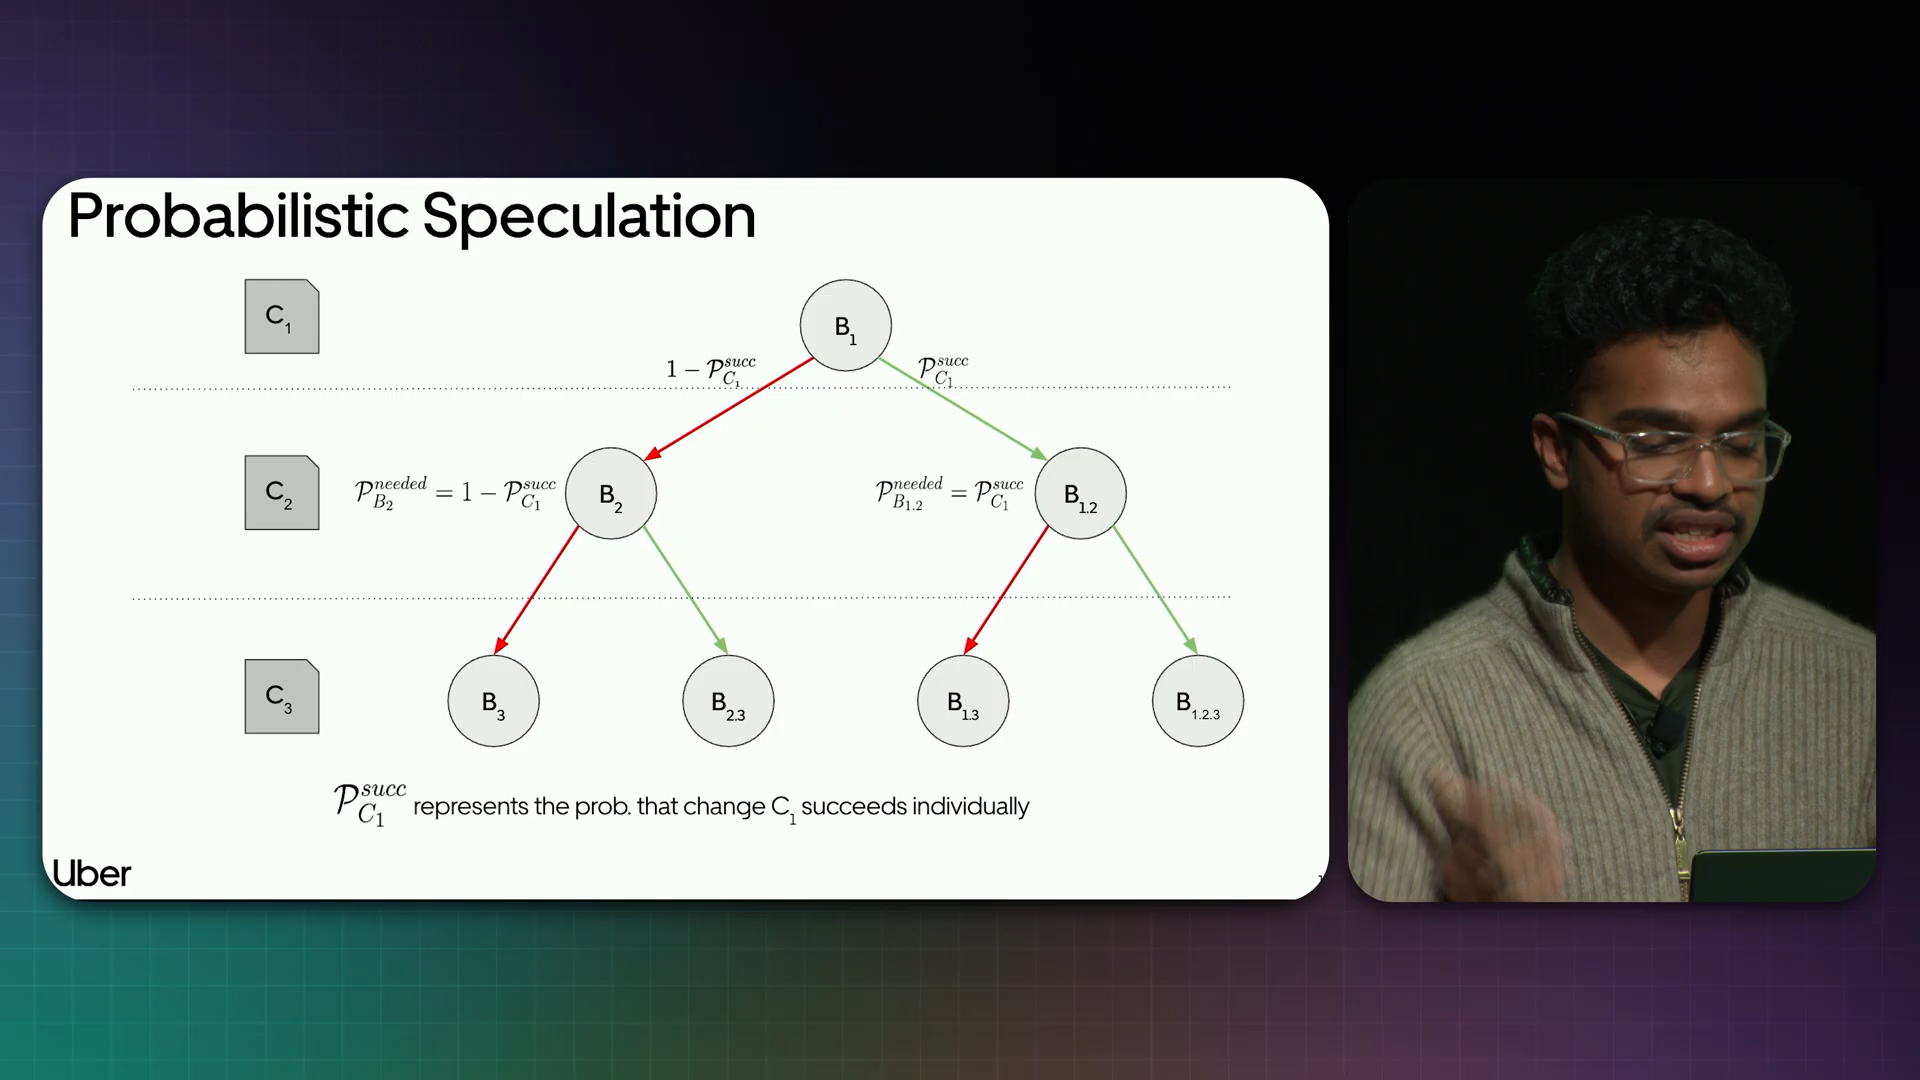 Probabilistic Speculation
C1
B1
1 − P^succ_C1
P^succ_C1
C2
P^needed_B2 = 1 − P^succ_C1
B2
P^needed_B1.2 = P^succ_C1
B1.2
C3
B3
B2.3
B1.3
B1.2.3
P^succ_C1 represents the prob. that change C1 succeeds individually
Uber